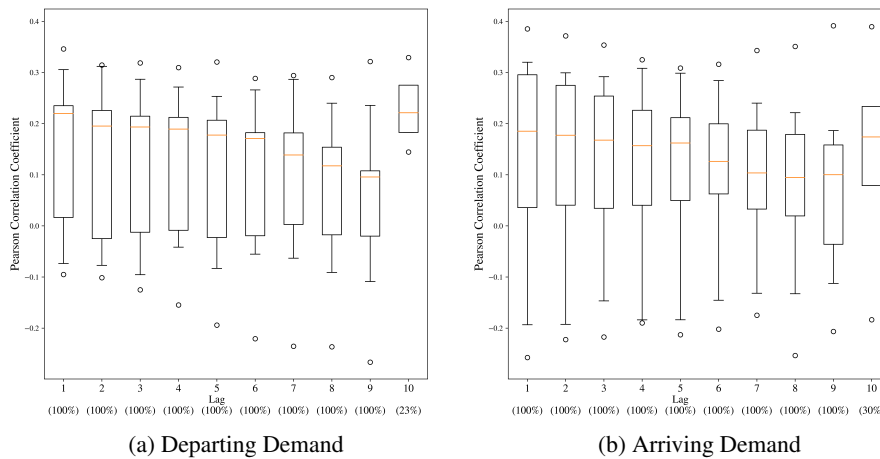 0.4
0.3
0.2
0.1
0.0
−0.1
−0.2
Pearson Correlation Coefficient
1 2 3 4 5 6 7 8 9 10
Lag
(100%) (100%) (100%) (100%) (100%) (100%) (100%) (100%) (100%) (23%)
(a) Departing Demand
0.4
0.3
0.2
0.1
0.0
−0.1
−0.2
Pearson Correlation Coefficient
1 2 3 4 5 6 7 8 9 10
Lag
(100%) (100%) (100%) (100%) (100%) (100%) (100%) (100%) (100%) (30%)
(b) Arriving Demand